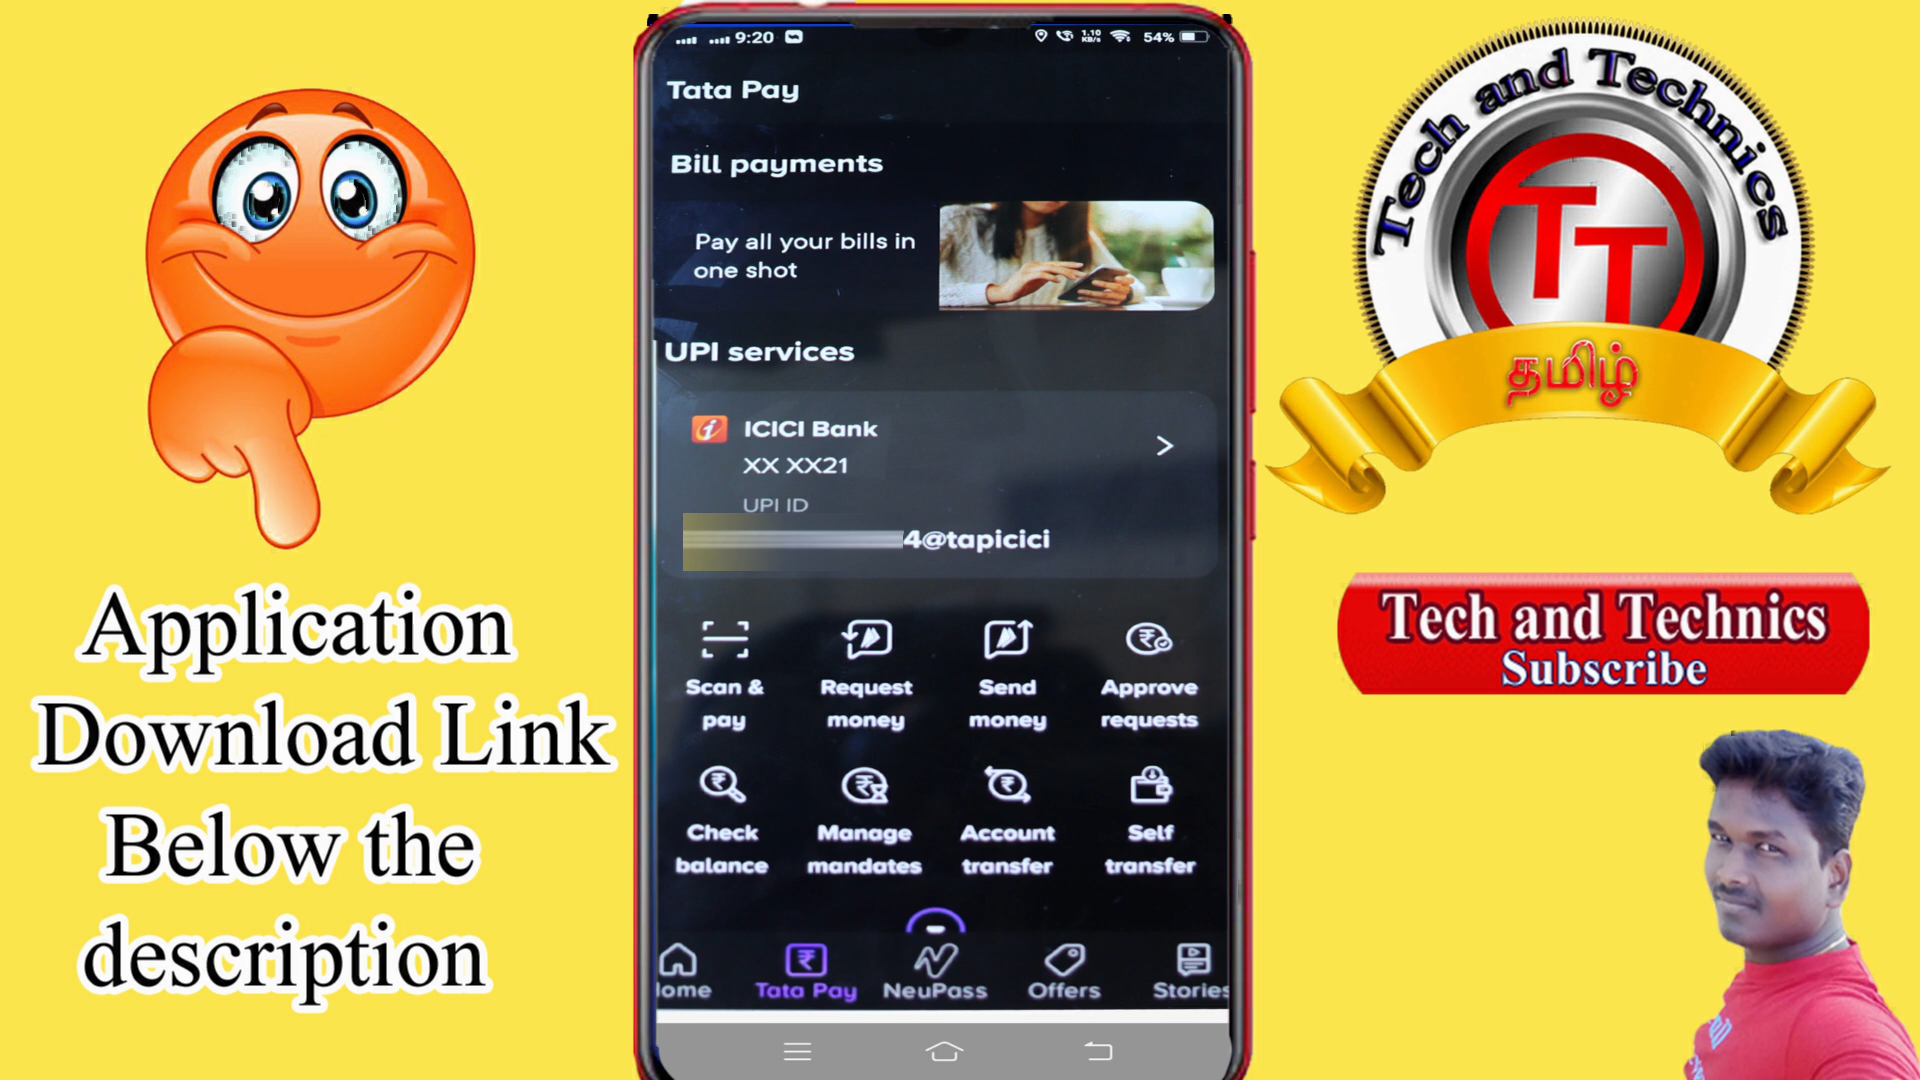 Application
Download Link
Below the
description
9:20
1.10
KB/s
54%
Tata Pay
Bill payments
Pay all your bills in
one shot
UPI services
ICICI Bank
XX XX21
UPI ID
4@tapicici
Scan &
pay
Request
money
Send
money
Approve
requests
Check
balance
Manage
mandates
Account
transfer
Self
transfer
ome
Tata Pay
NeuPass
Offers
Stories
Tech and Technics
TT
தமிழ்
Tech and Technics
Subscribe